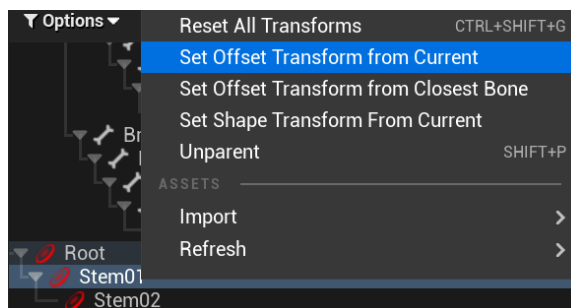 Options
Reset All Transforms CTRL+SHIFT+G
Set Offset Transform from Current
Set Offset Transform from Closest Bone
Set Shape Transform From Current
Unparent SHIFT+P
ASSETS
Import
Refresh
Root
Stem01
Stem02